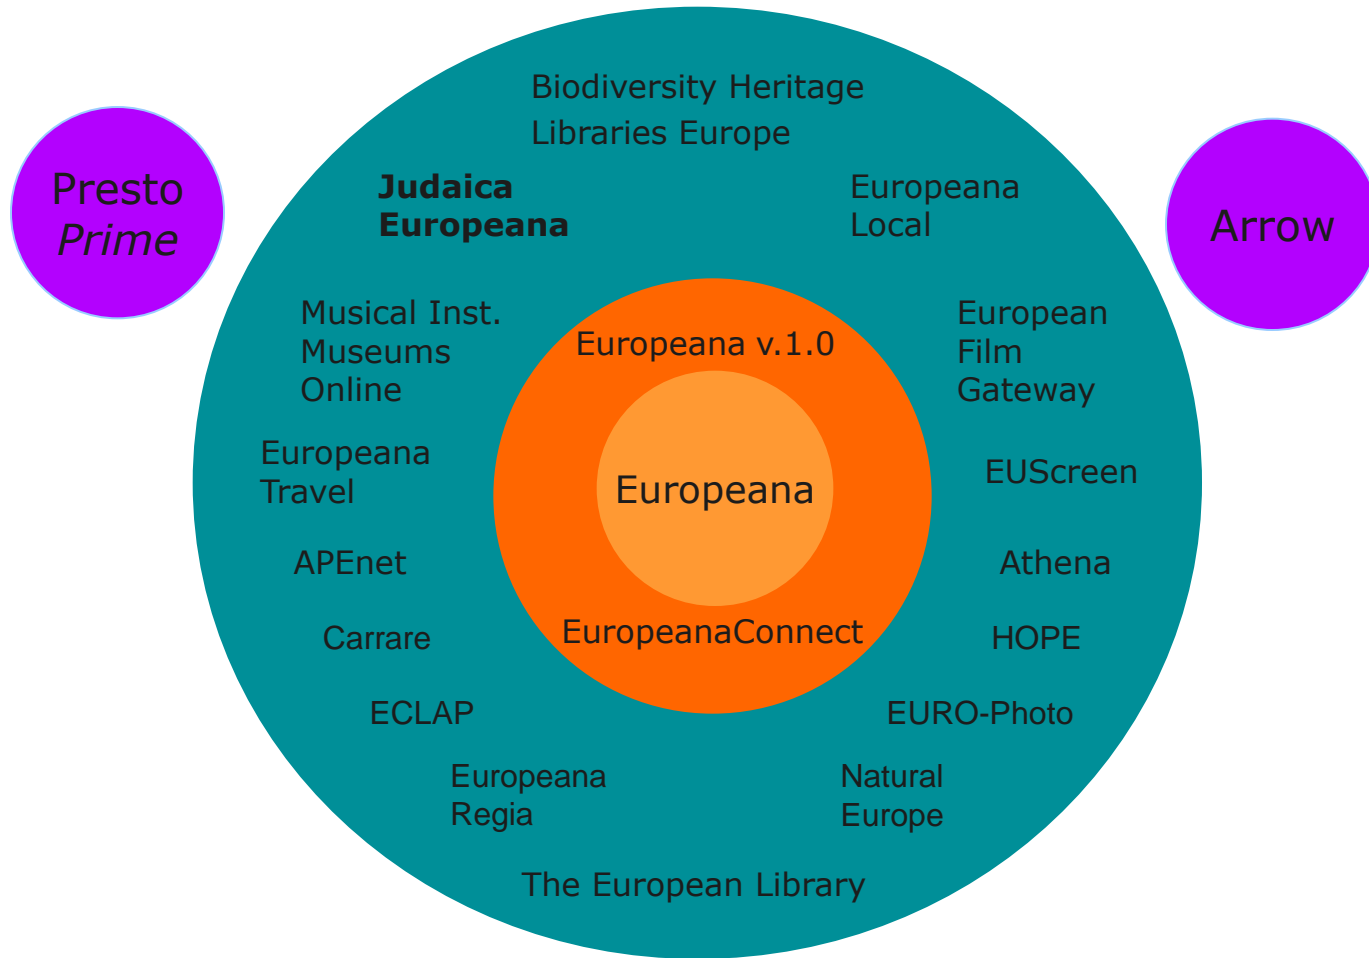 Biodiversity Heritage
Libraries Europe
Presto
Prime
Judaica
Europeana
Europeana
Local
Arrow
Musical Inst.
Museums
Online
Europeana v.1.0
European
Film
Gateway
Europeana
Travel
Europeana
EUScreen
APEnet
Athena
Carrare
EuropeanaConnect
HOPE
ECLAP
EURO-Photo
Europeana
Regia
Natural
Europe
The European Library